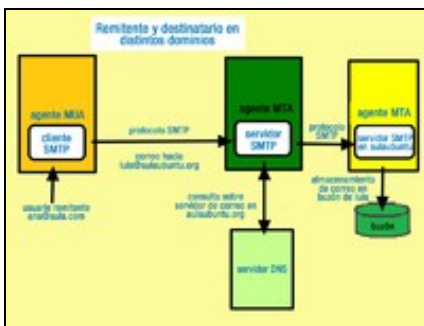 Remitente y destinatario en
distintos dominios
agente MUA
cliente
SMTP
protocolo SMTP
correo hacia
luis@aulaubuntu.org
usuario remitente
ana@aula.com
agente MTA
servidor
SMTP
consulta sobre
servidor de correo en
aulaubuntu.org
servidor DNS
protocolo
SMTP
agente MTA
servidor SMTP
en aulaubuntu
almacenamiento
de correo en
buzón de luis
buzón